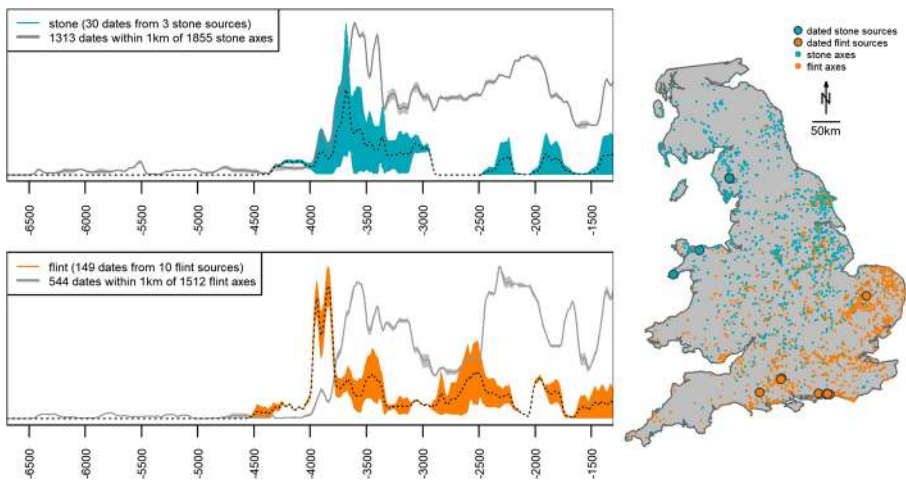 stone (30 dates from 3 stone sources)
1313 dates within 1km of 1855 stone axes
-6500 -6000 -5500 -5000 -4500 -4000 -3500 -3000 -2500 -2000 -1500
flint (149 dates from 10 flint sources)
544 dates within 1km of 1512 flint axes
-6500 -6000 -5500 -5000 -4500 -4000 -3500 -3000 -2500 -2000 -1500
dated stone sources
dated flint sources
stone axes
flint axes
N
50km